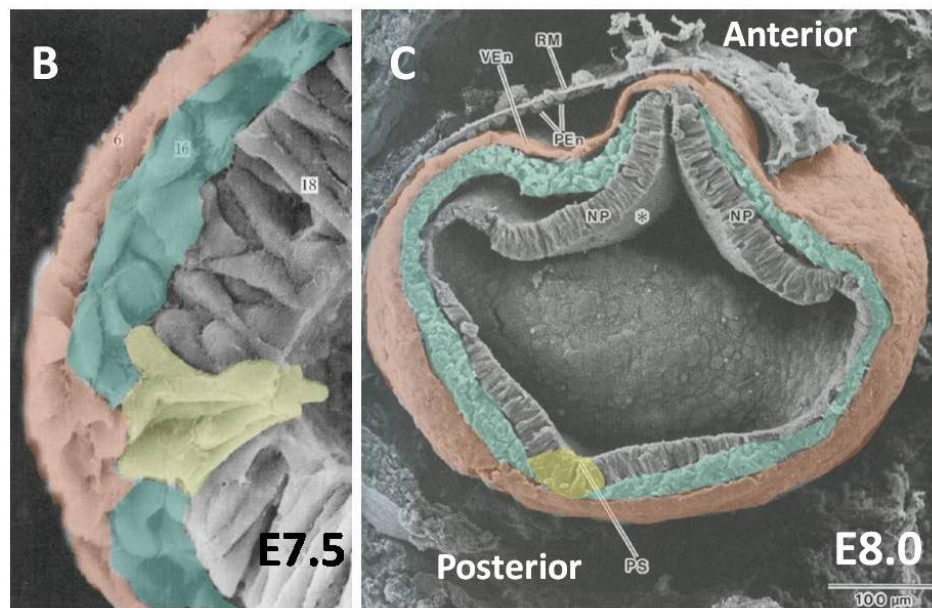 B
6
16
18
E7.5
C
Anterior
RM
VEn
PEn
NP
*
NP
Posterior
PS
E8.0
100 µm